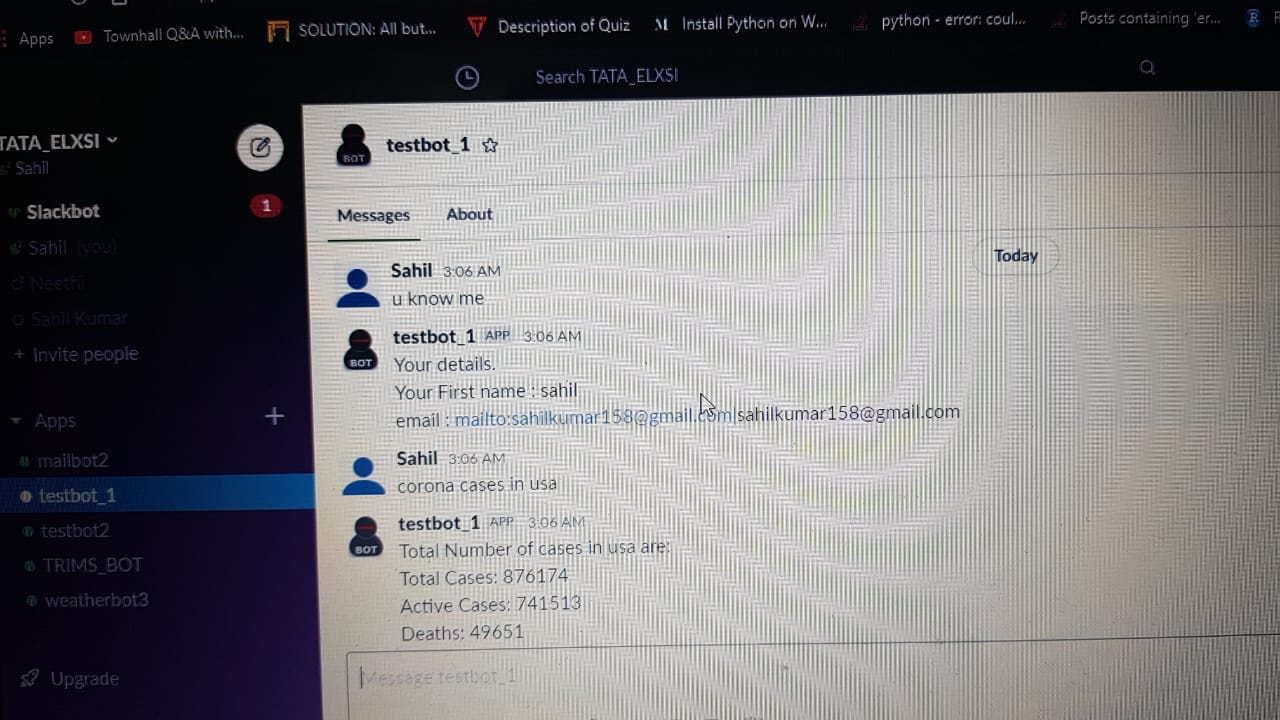 Apps
Townhall Q&A with...
SOLUTION: All but...
Description of Quiz
M Install Python on W...
python - error: coul...
Posts containing 'er...
R
Search TATA_ELXSI
TATA_ELXSI
Sahil
Slackbot
1
Sahil (you)
Neethi
Sahil Kumar
+ Invite people
Apps
+
mailbot2
testbot_1
testbot2
TRIMS_BOT
weatherbot3
Upgrade
BOT
testbot_1
Messages
About
Today
Sahil 3:06 AM
u know me
BOT
testbot_1 APP 3:06 AM
Your details.
Your First name : sahil
email : mailto:sahilkumar158@gmail.com|sahilkumar158@gmail.com
Sahil 3:06 AM
corona cases in usa
BOT
testbot_1 APP 3:06 AM
Total Number of cases in usa are:
Total Cases: 876174
Active Cases: 741513
Deaths: 49651
Message testbot_1